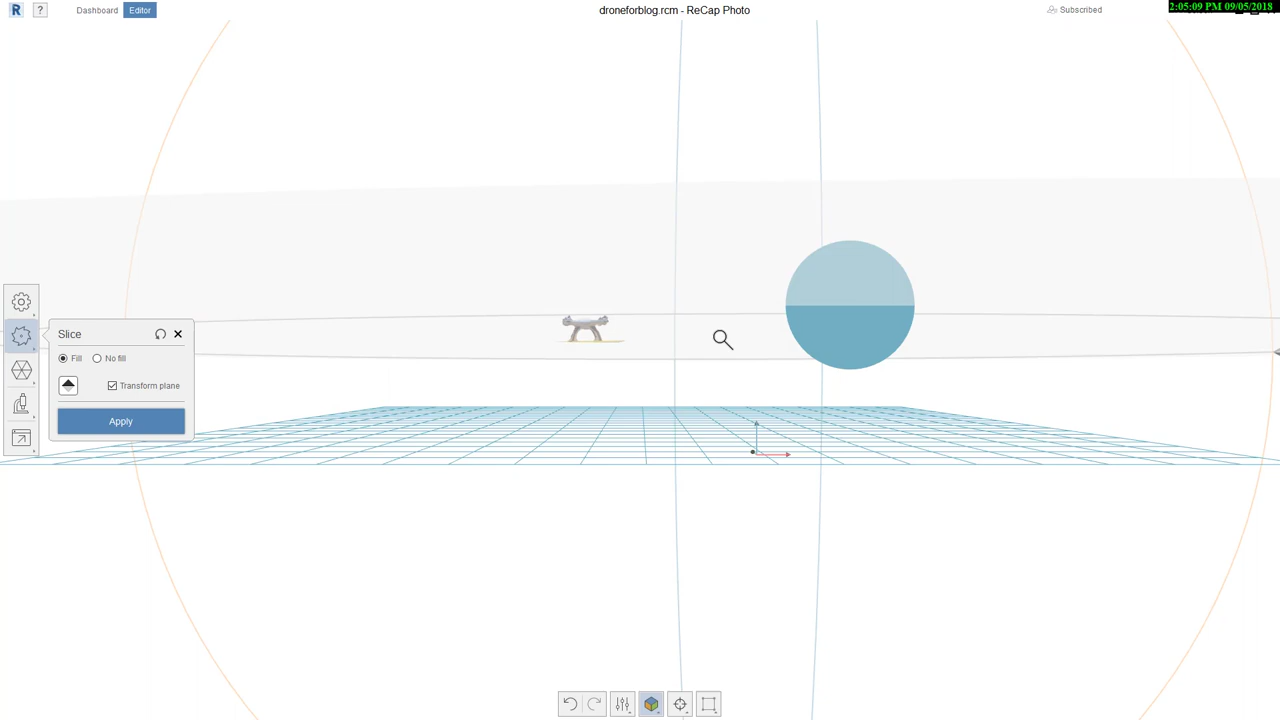 R ? Dashboard Editor droneforblog.rcm - ReCap Photo Subscribed 2:05:09 PM 09/05/2018
Slice
Fill No fill
Transform plane
Apply